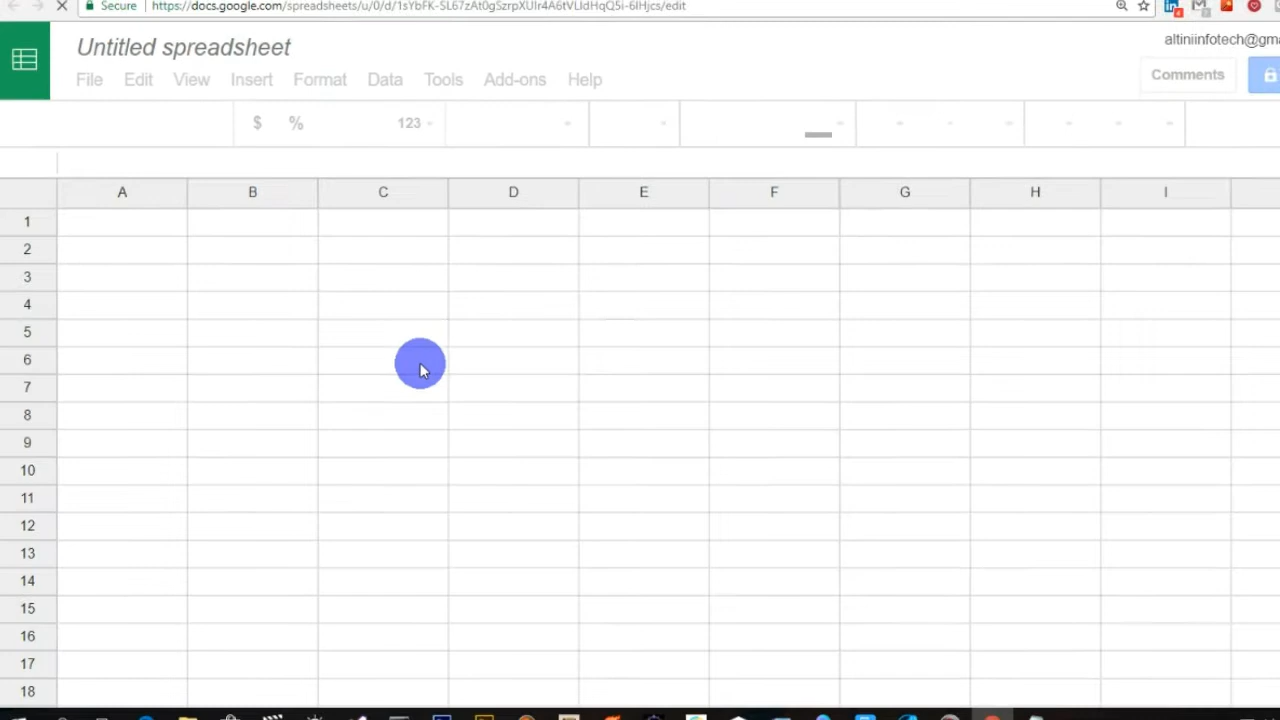 Secure https://docs.google.com/spreadsheets/u/0/d/1sYbFK-SL67zAt0gSzrpXUIr4A6tVLIdHqQ5i-6IHjcs/edit
Untitled spreadsheet
altiniinfotech@gma
File Edit View Insert Format Data Tools Add-ons Help
Comments
$ % 123
A B C D E F G H I
1
2
3
4
5
6
7
8
9
10
11
12
13
14
15
16
17
18